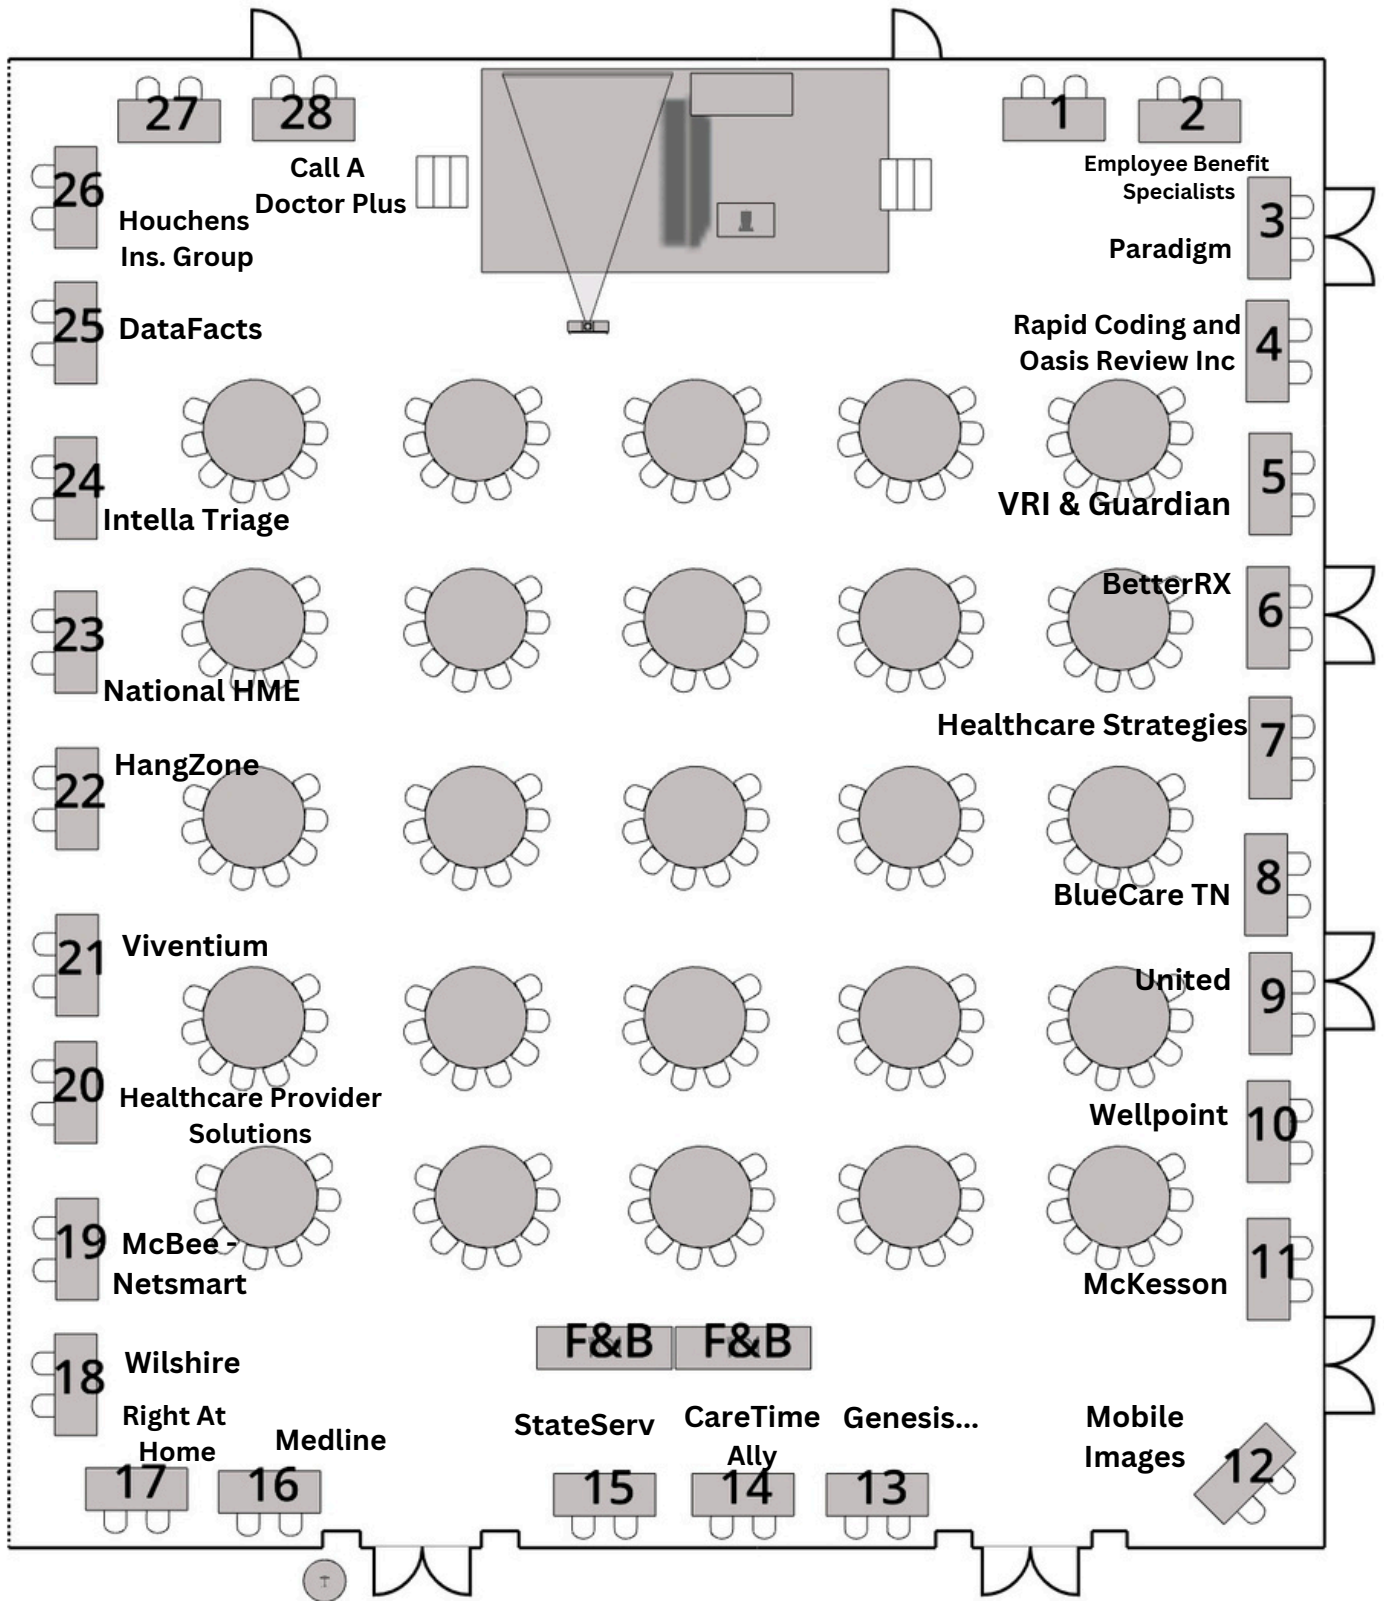 27
28
1
2
Call A
Doctor Plus
Employee Benefit
Specialists
26
Houchens
Ins. Group
3
Paradigm
25
DataFacts
Rapid Coding and
Oasis Review Inc
4
24
Intella Triage
5
VRI & Guardian
BetterRX
6
23
National HME
Healthcare Strategies
7
HangZone
22
8
BlueCare TN
21
Viventium
United
9
20
Healthcare Provider
Solutions
Wellpoint
10
19
McBee -
Netsmart
11
McKesson
F&B
F&B
18
Wilshire
Right At
Home
Medline
StateServ
CareTime
Ally
Genesis...
Mobile
Images
12
17
16
15
14
13